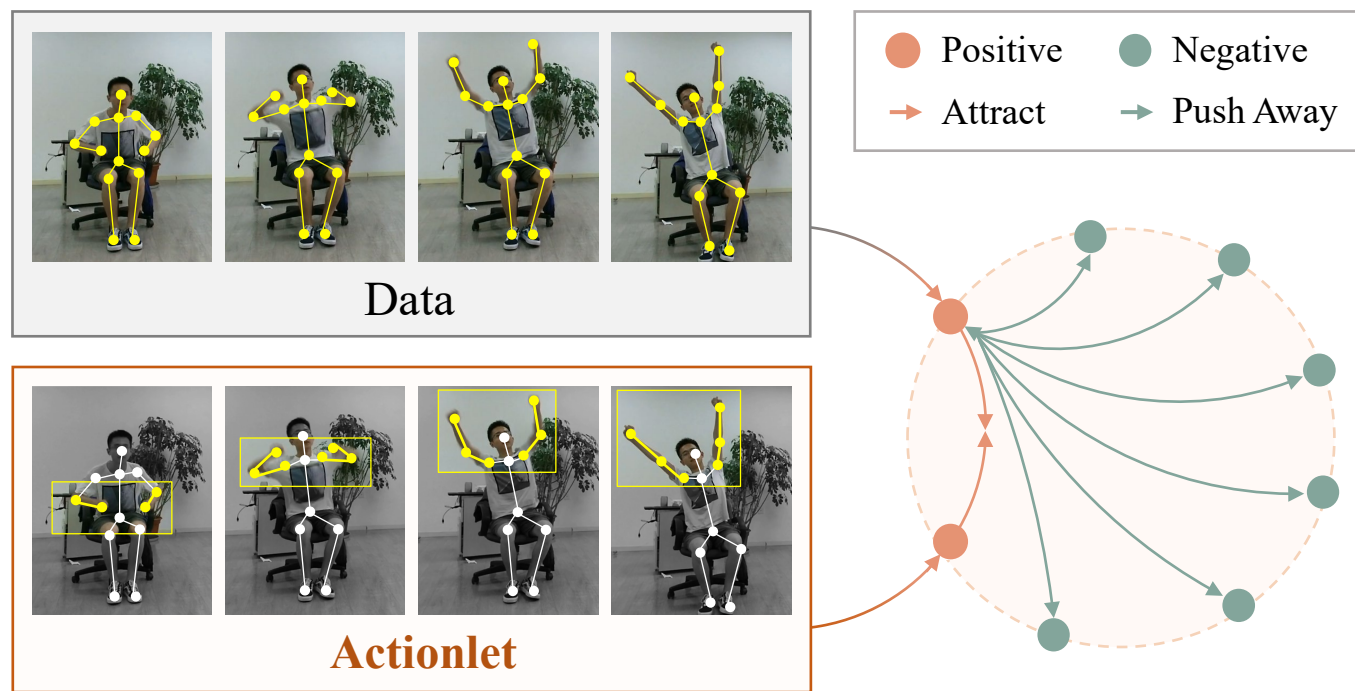 Data
Actionlet
Positive
Negative
Attract
Push Away